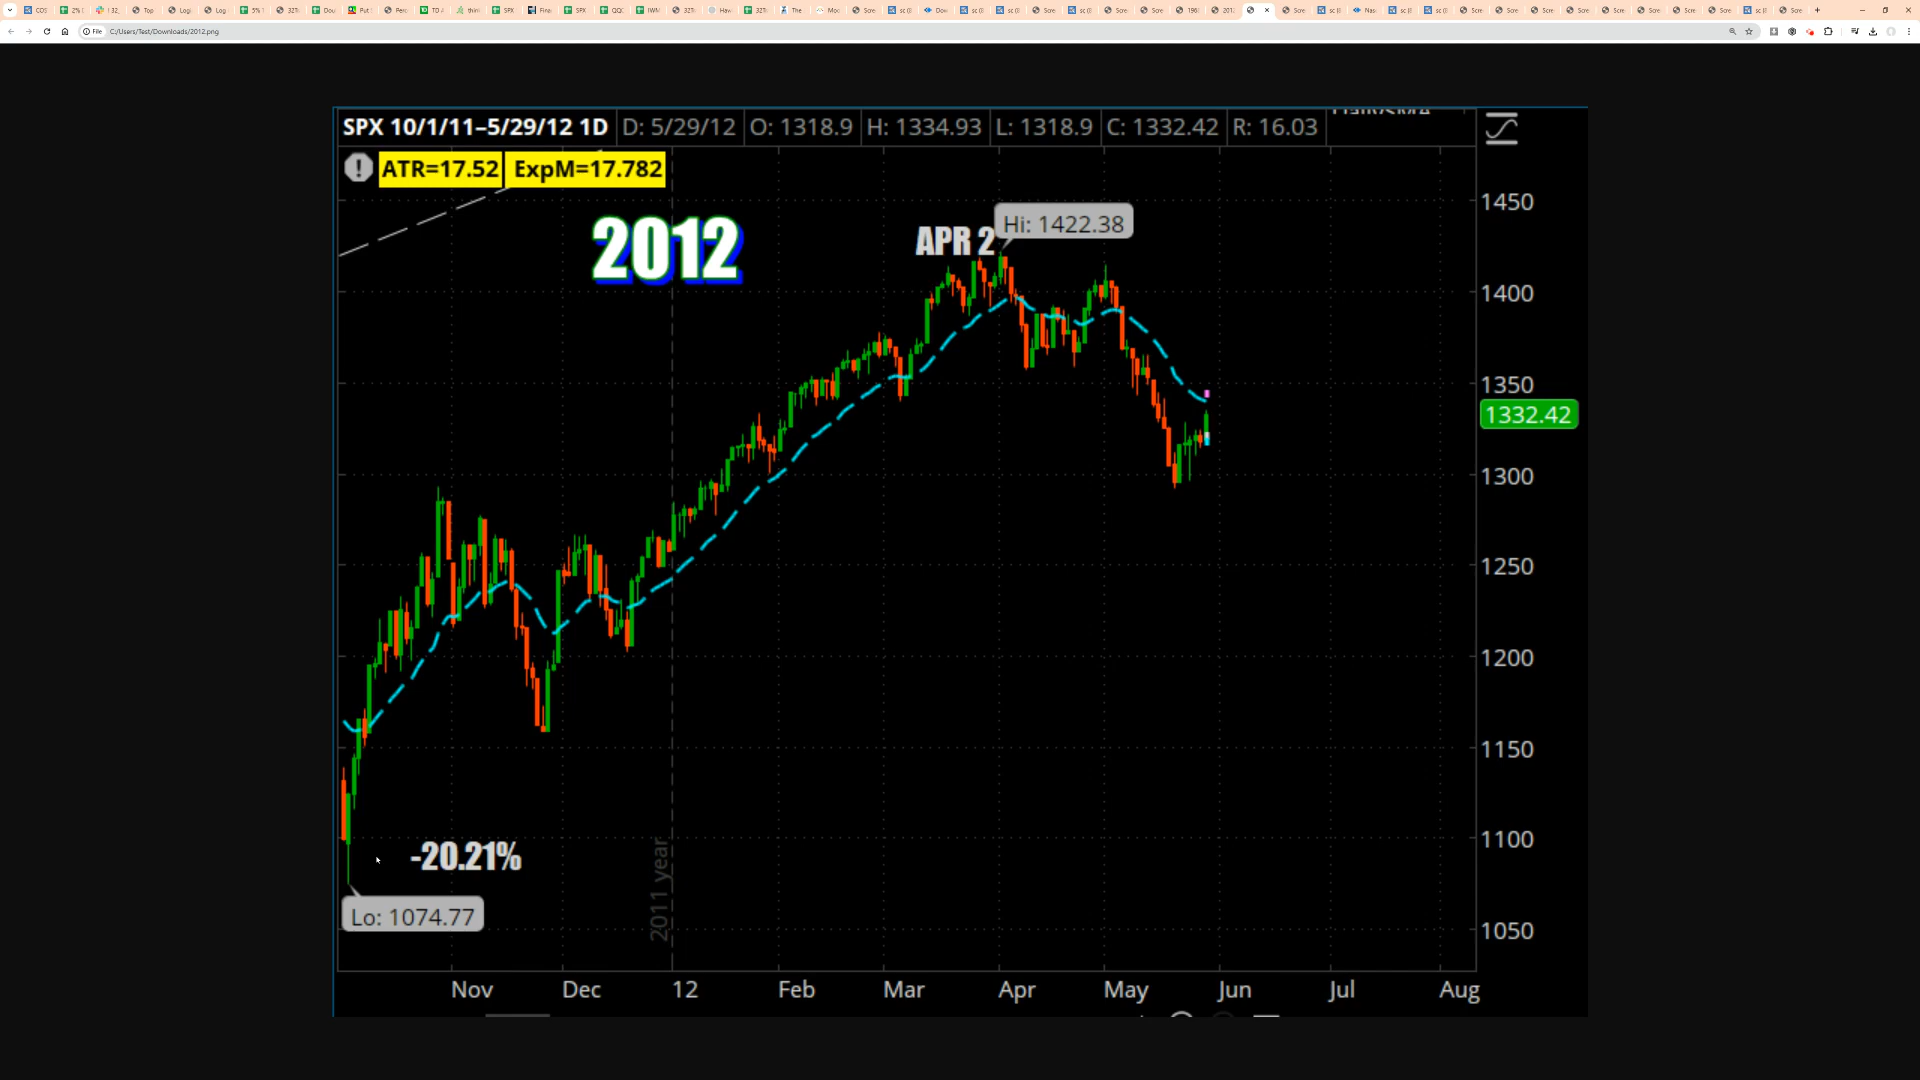 File C:/Users/Test/Downloads/2012.png
SPX 10/1/11–5/29/12 1D D: 5/29/12 O: 1318.9 H: 1334.93 L: 1318.9 C: 1332.42 R: 16.03
ATR=17.52 ExpM=17.782
2012
APR 2
Hi: 1422.38
1450
1400
1350
1332.42
1300
1250
1200
1150
1100
1050
-20.21%
Lo: 1074.77
2011 year
Nov Dec 12 Feb Mar Apr May Jun Jul Aug